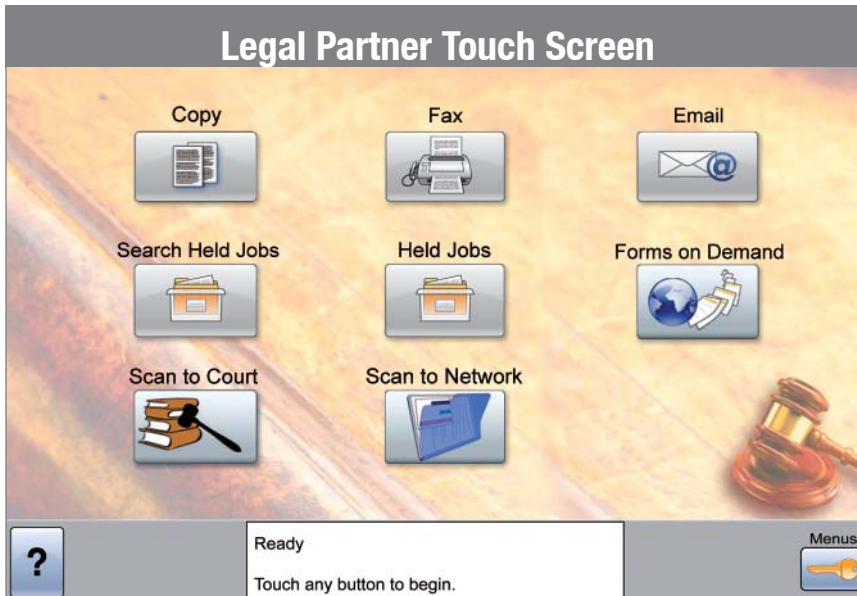 Legal Partner Touch Screen
Copy
Fax
Email
Search Held Jobs
Held Jobs
Forms on Demand
Scan to Court
Scan to Network
?
Ready
Touch any button to begin.
Menus
@